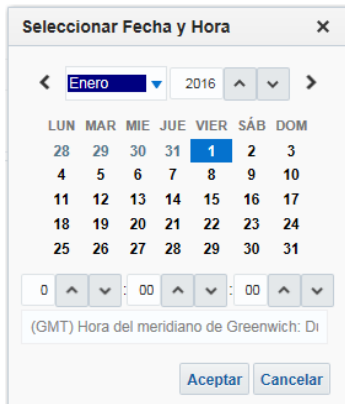 Seleccionar Fecha y Hora
Enero 2016
LUN MAR MIE JUE VIER SÁB DOM
28 29 30 31 1 2 3
4 5 6 7 8 9 10
11 12 13 14 15 16 17
18 19 20 21 22 23 24
25 26 27 28 29 30 31
0 : 00 : 00
(GMT) Hora del meridiano de Greenwich:
Aceptar Cancelar